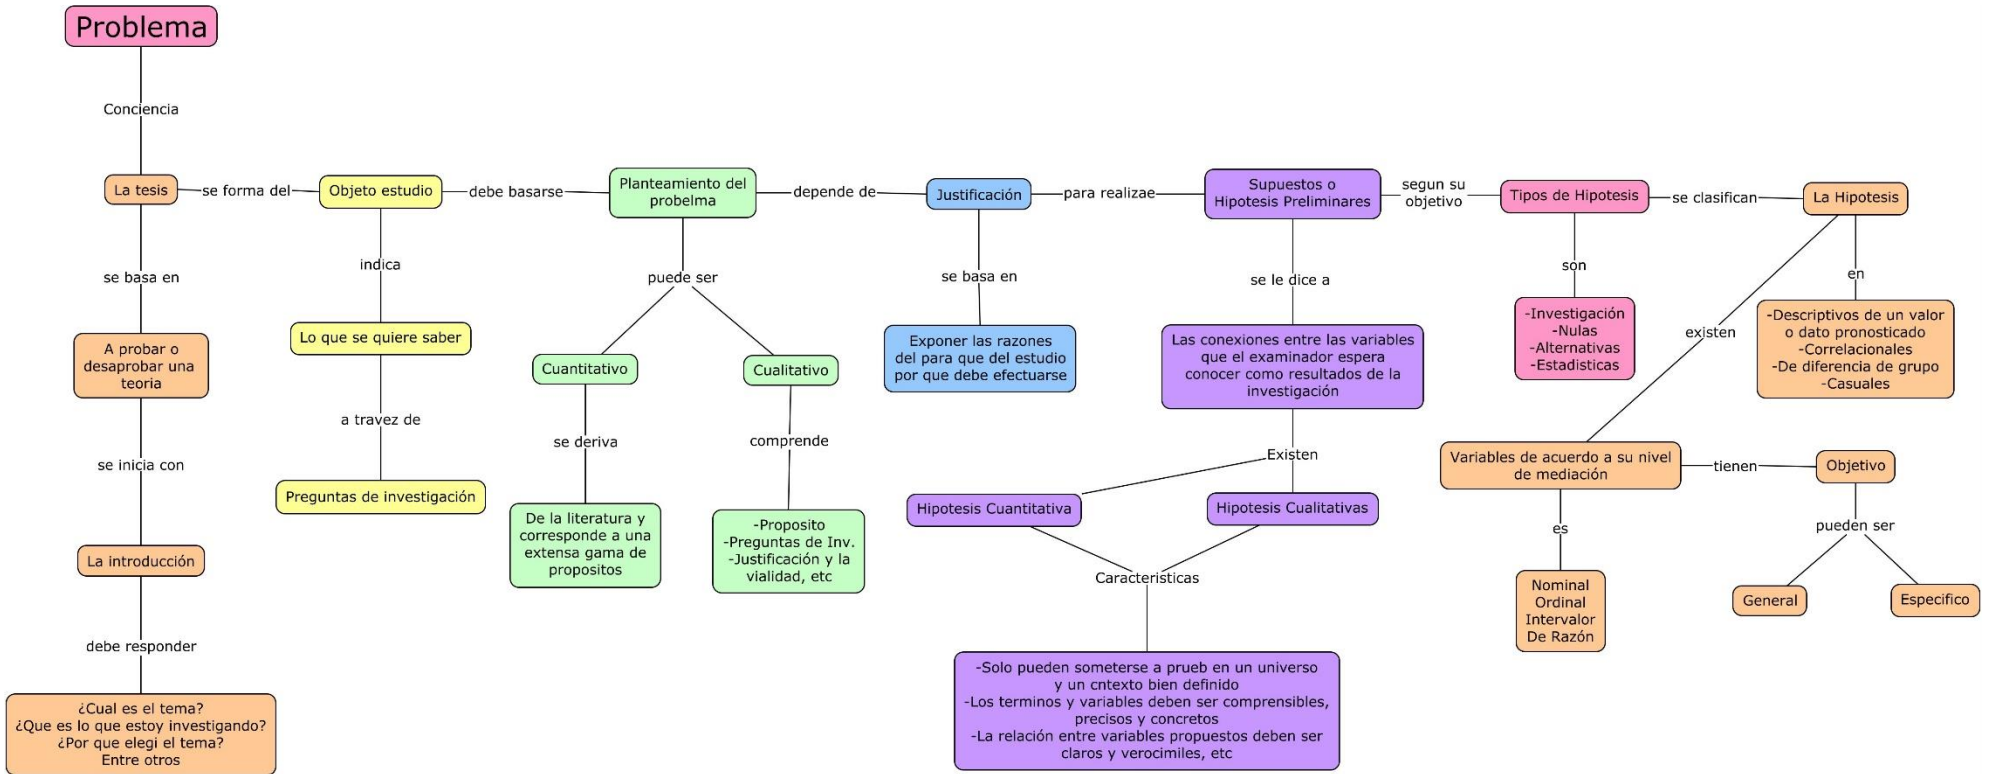 Problema
Conciencia
La tesis
se forma del
Objeto estudio
debe basarse
Planteamiento del
probelma
depende de
Justificación
para realizae
Supuestos o
Hipotesis Preliminares
segun su
objetivo
Tipos de Hipotesis
se clasifican
La Hipotesis
se basa en
A probar o
desaprobar una
teoria
se inicia con
La introducción
debe responder
¿Cual es el tema?
¿Que es lo que estoy investigando?
¿Por que elegi el tema?
Entre otros
indica
Lo que se quiere saber
a travez de
Preguntas de investigación
puede ser
Cuantitativo
se deriva
De la literatura y
corresponde a una
extensa gama de
propositos
Cualitativo
comprende
-Proposito
-Preguntas de Inv.
-Justificación y la
vialidad, etc
se basa en
Exponer las razones
del para que del estudio
por que debe efectuarse
se le dice a
Las conexiones entre las variables
que el examinador espera
conocer como resultados de la
investigación
Existen
Hipotesis Cuantitativa
Hipotesis Cualitativas
Caracteristicas
-Solo pueden someterse a prueb en un universo
y un cntexto bien definido
-Los terminos y variables deben ser comprensibles,
precisos y concretos
-La relación entre variables propuestos deben ser
claros y verocimiles, etc
son
-Investigación
-Nulas
-Alternativas
-Estadisticas
en
-Descriptivos de un valor
o dato pronosticado
-Correlacionales
-De diferencia de grupo
-Casuales
existen
Variables de acuerdo a su nivel
de mediación
tienen
Objetivo
es
Nominal
Ordinal
Intervalor
De Razón
pueden ser
General
Especifico